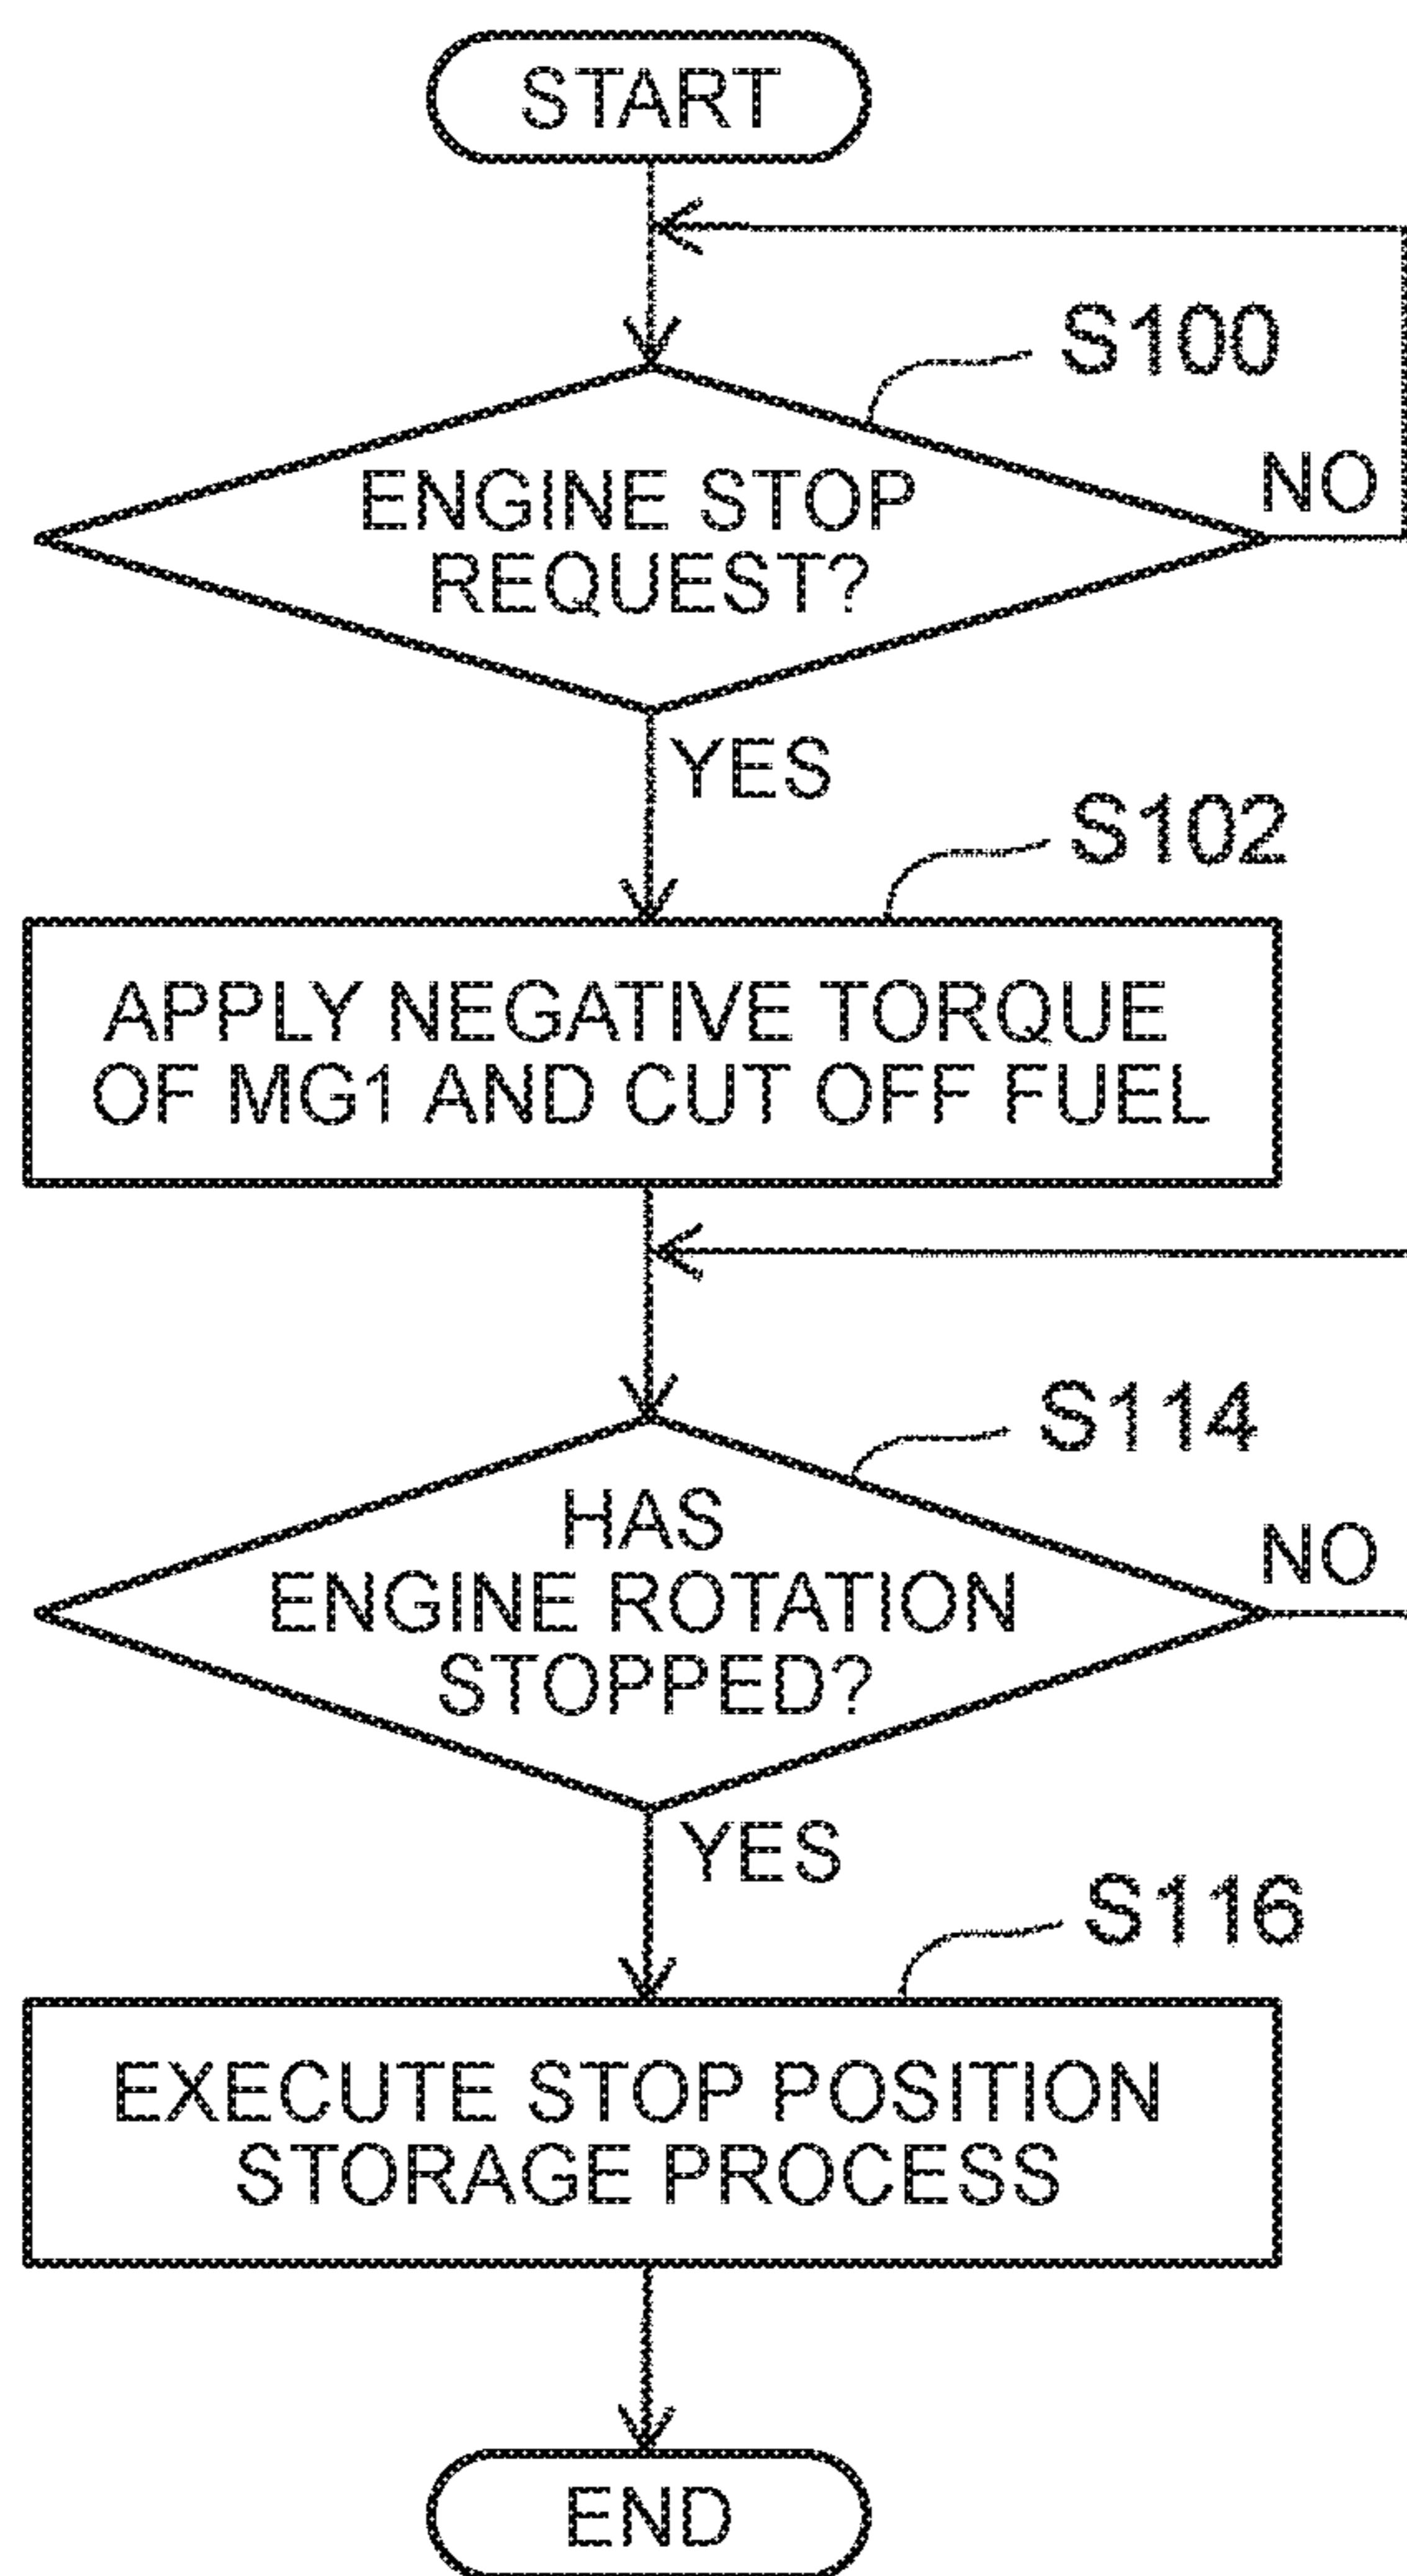 START
S100
ENGINE STOP
REQUEST?
NO
YES
S102
APPLY NEGATIVE TORQUE
OF MG1 AND CUT OFF FUEL
S114
HAS
ENGINE ROTATION
STOPPED?
NO
YES
S116
EXECUTE STOP POSITION
STORAGE PROCESS
END